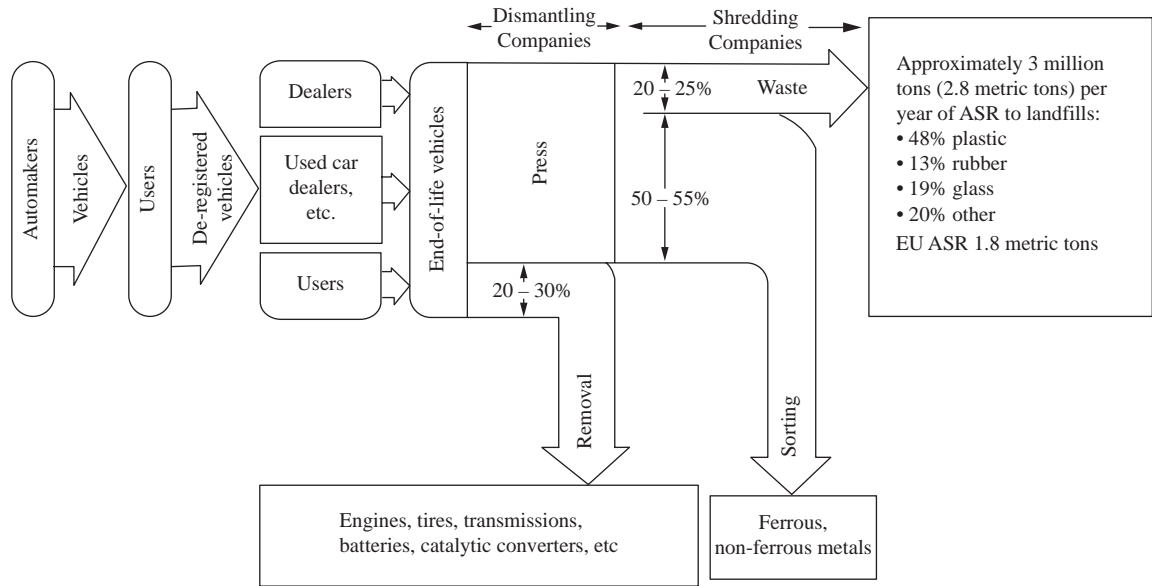 Dismantling
Companies
Shredding
Companies
Automakers
Vehicles
Users
De-registered
vehicles
Dealers
Used car
dealers,
etc.
Users
End-of-life vehicles
Press
20 – 25%
Waste
50 – 55%
20 – 30%
Removal
Sorting
Approximately 3 million
tons (2.8 metric tons) per
year of ASR to landfills:
• 48% plastic
• 13% rubber
• 19% glass
• 20% other
EU ASR 1.8 metric tons
Engines, tires, transmissions,
batteries, catalytic converters, etc
Ferrous,
non-ferrous metals